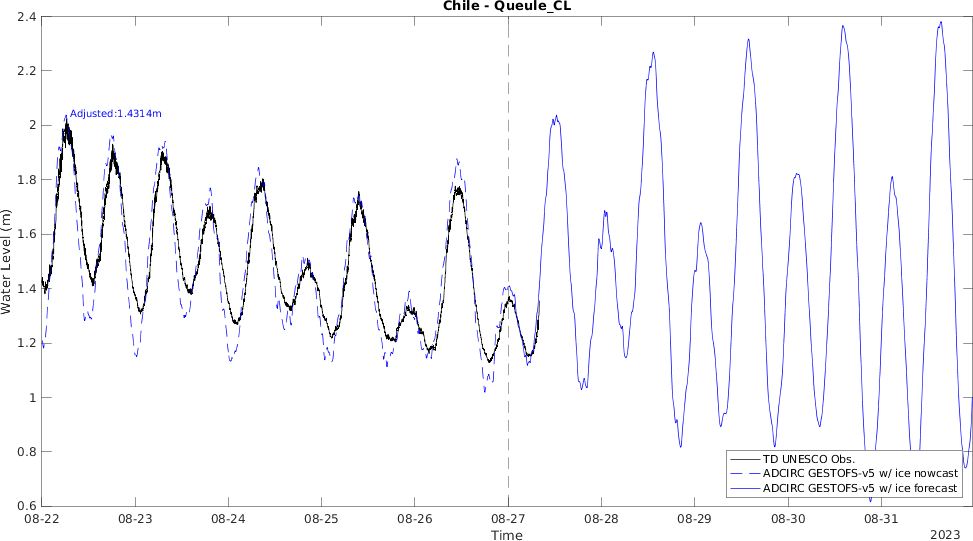 Chile - Queule_CL
Adjusted:1.4314m
Water Level (m)
2.4
2.2
2
1.8
1.6
1.4
1.2
1
0.8
0.6
TD UNESCO Obs.
ADCIRC GESTOFS-v5 w/ ice nowcast
ADCIRC GESTOFS-v5 w/ ice forecast
08-22 08-23 08-24 08-25 08-26 08-27 08-28 08-29 08-30 08-31
Time
2023